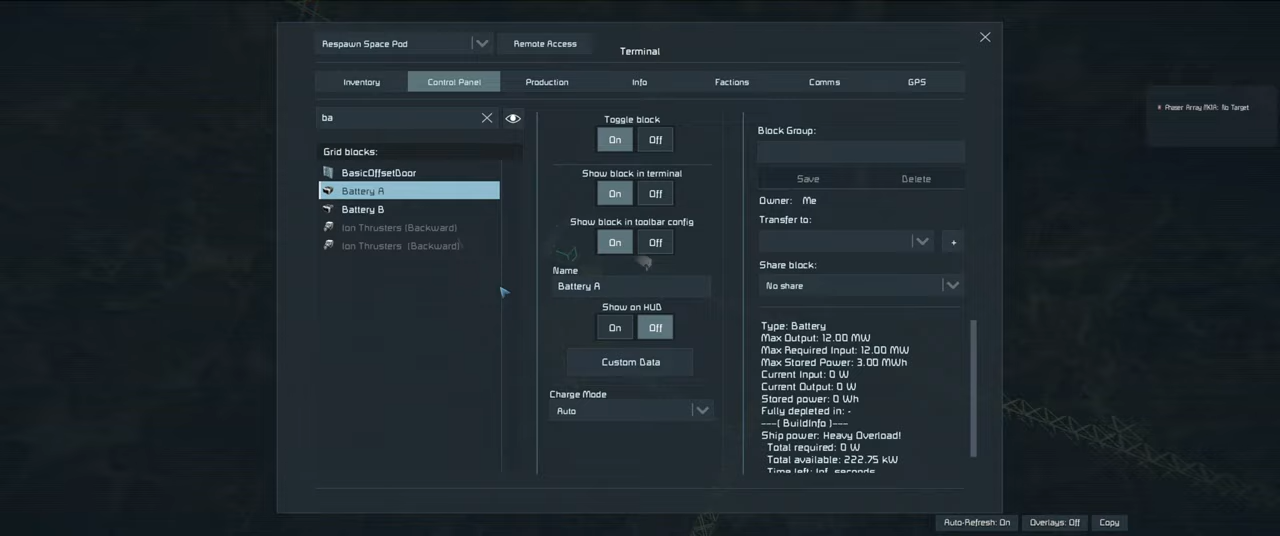 Respawn Space Pod
Remote Access
Terminal
Inventory
Control Panel
Production
Info
Factions
Comms
GPS
ba
Grid blocks:
BasicOffsetDoor
Battery A
Battery B
Ion Thrusters (Backward)
Ion Thrusters (Backward)
Toggle block
On Off
Show block in terminal
On Off
Show block in toolbar config
On Off
Name
Battery A
Show on HUD
On Off
Custom Data
Charge Mode
Auto
Block Group:
Save Delete
Owner: Me
Transfer to:
+
Share block:
No share
Type: Battery
Max Output: 12.00 MW
Max Required Input: 12.00 MW
Max Stored Power: 3.00 MWh
Current Input: 0 W
Current Output: 0 W
Stored power: 0 Wh
Fully depleted in: -
---( BuildInfo )---
Ship power: Heavy Overload!
Total required: 0 W
Total available: 222.75 kW
Time left: Inf. seconds
Phaser Array MK1A: No Target
Auto-Refresh: On
Overlays: Off
Copy